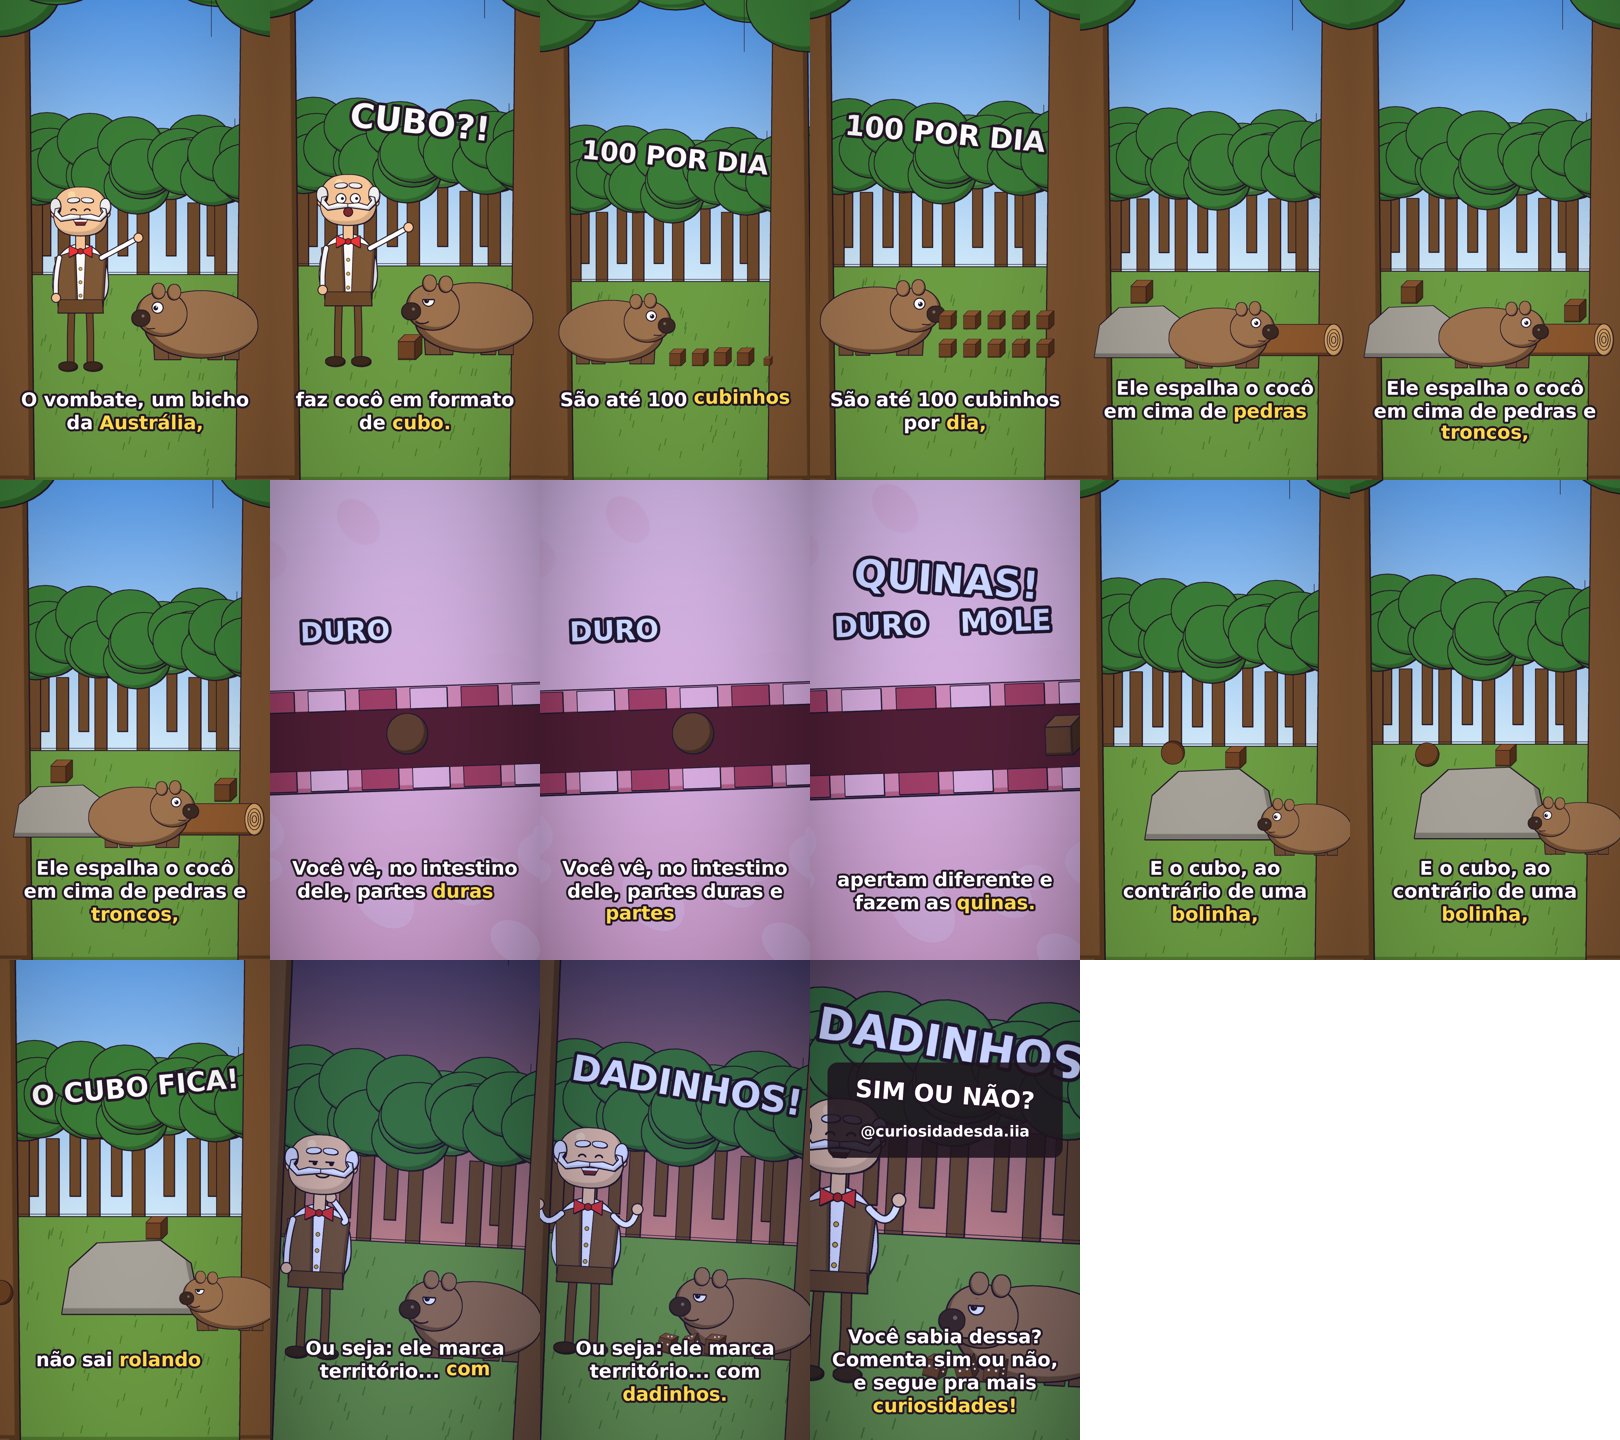 O vombate, um bicho
da Austrália,
CUBO?!
faz cocô em formato
de cubo.
100 POR DIA
São até 100 cubinhos
100 POR DIA
São até 100 cubinhos
por dia,
Ele espalha o cocô
em cima de pedras
Ele espalha o cocô
em cima de pedras e
troncos,
Ele espalha o cocô
em cima de pedras e
troncos,
DURO
Você vê, no intestino
dele, partes duras
DURO
Você vê, no intestino
dele, partes duras e
partes
QUINAS!
DURO MOLE
apertam diferente e
fazem as quinas.
E o cubo, ao
contrário de uma
bolinha,
E o cubo, ao
contrário de uma
bolinha,
O CUBO FICA!
não sai rolando
Ou seja: ele marca
território... com
DADINHOS!
Ou seja: ele marca
território... com
dadinhos.
DADINHOS
SIM OU NÃO?
@curiosidadesda.iia
Você sabia dessa?
Comenta sim ou não,
e segue pra mais
curiosidades!